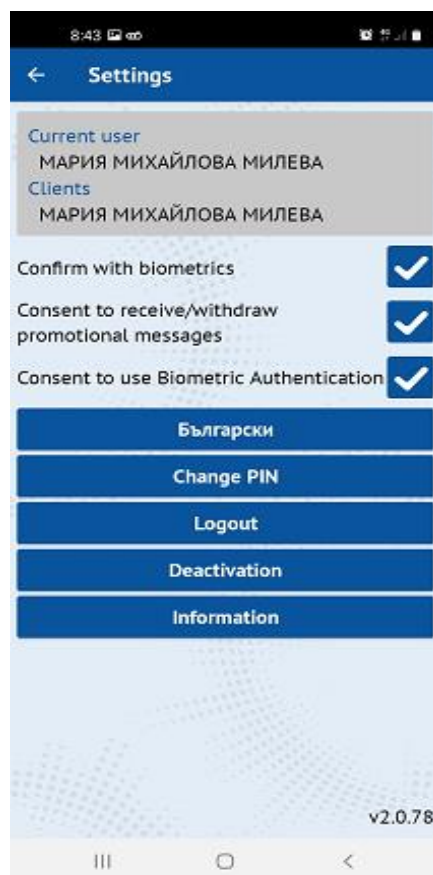 8:43
Settings
Current user
МАРИЯ МИХАЙЛОВА МИЛЕВА
Clients
МАРИЯ МИХАЙЛОВА МИЛЕВА
Confirm with biometrics
Consent to receive/withdraw
promotional messages
Consent to use Biometric Authentication
Български
Change PIN
Logout
Deactivation
Information
v2.0.78